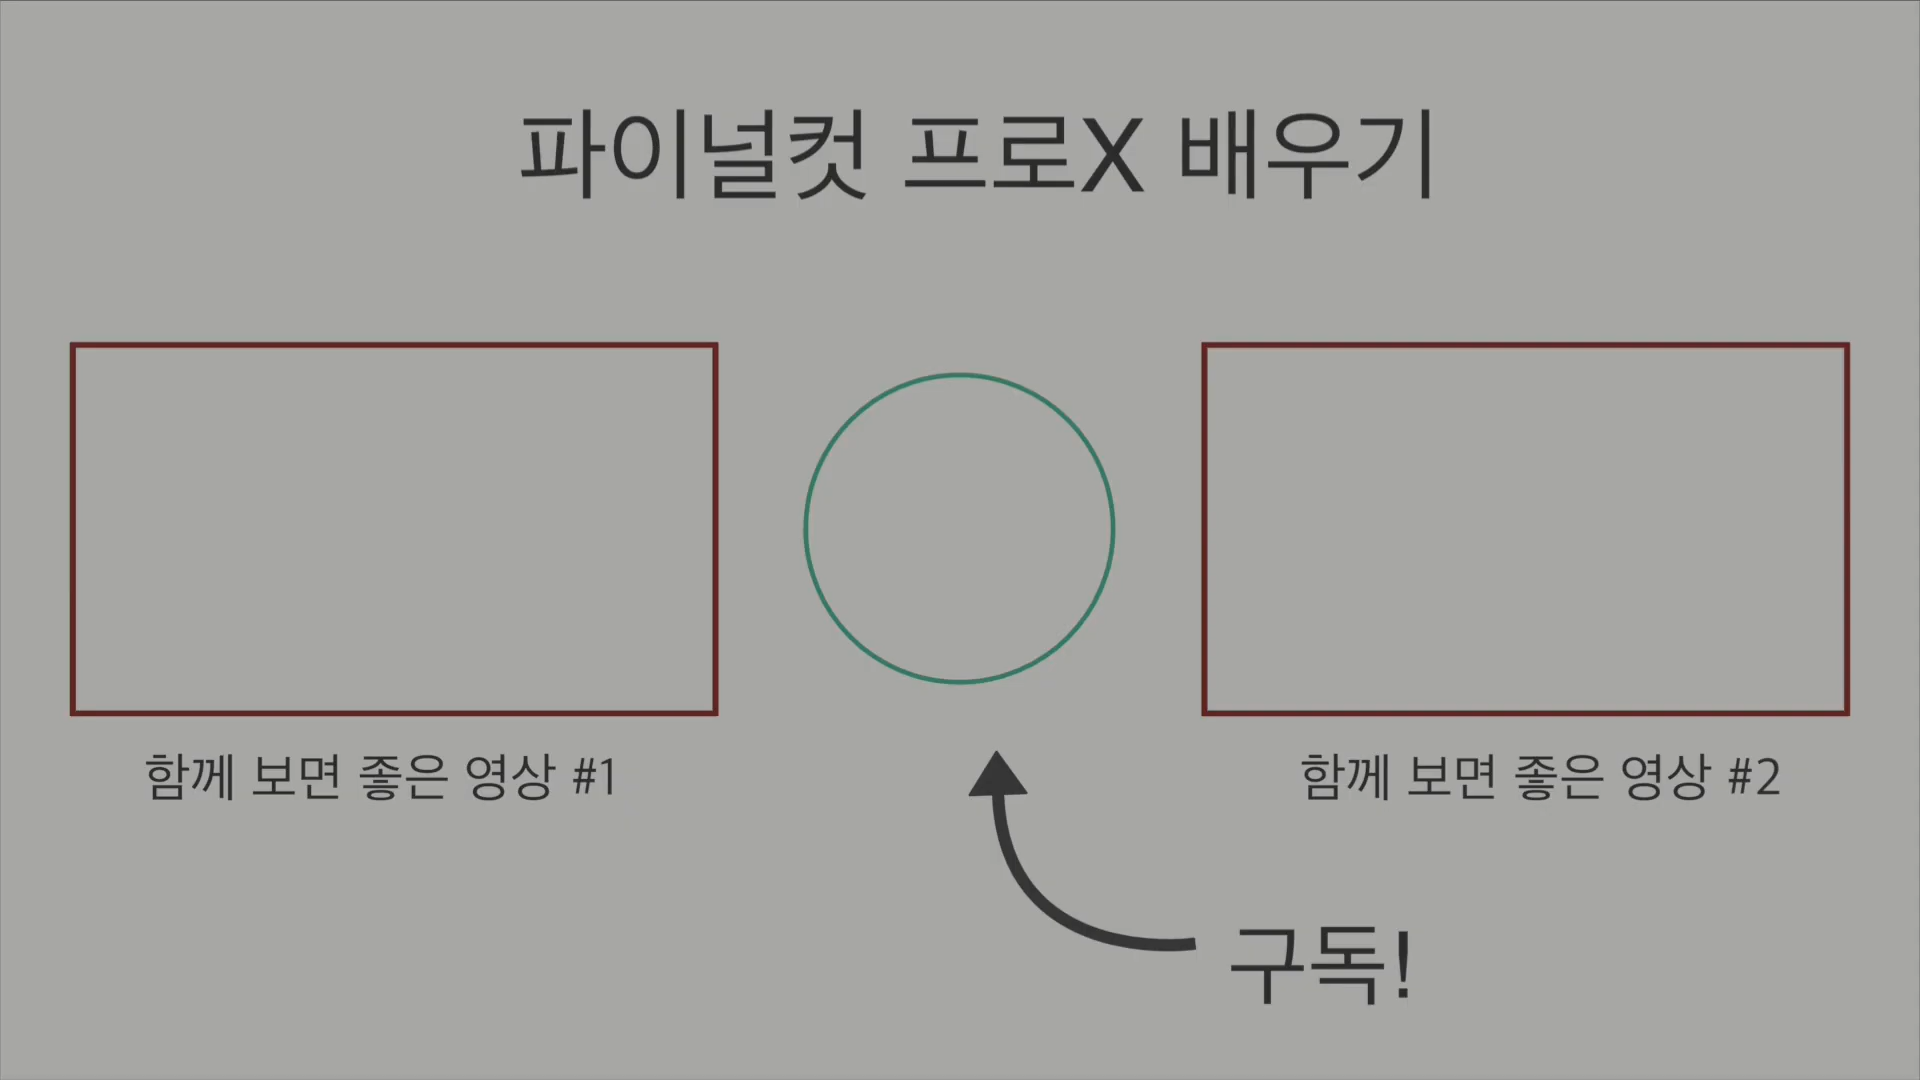 파이널컷 프로X 배우기
함께 보면 좋은 영상 #1
함께 보면 좋은 영상 #2
구독!